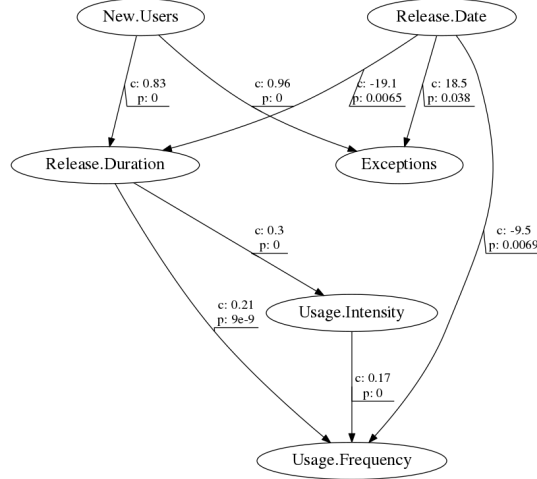 New.Users
Release.Date
c: 0.83
p: 0
c: 0.96
p: 0
c: -19.1
p: 0.0065
c: 18.5
p: 0.038
Release.Duration
Exceptions
c: 0.3
p: 0
c: -9.5
p: 0.0069
c: 0.21
p: 9e-9
Usage.Intensity
c: 0.17
p: 0
Usage.Frequency